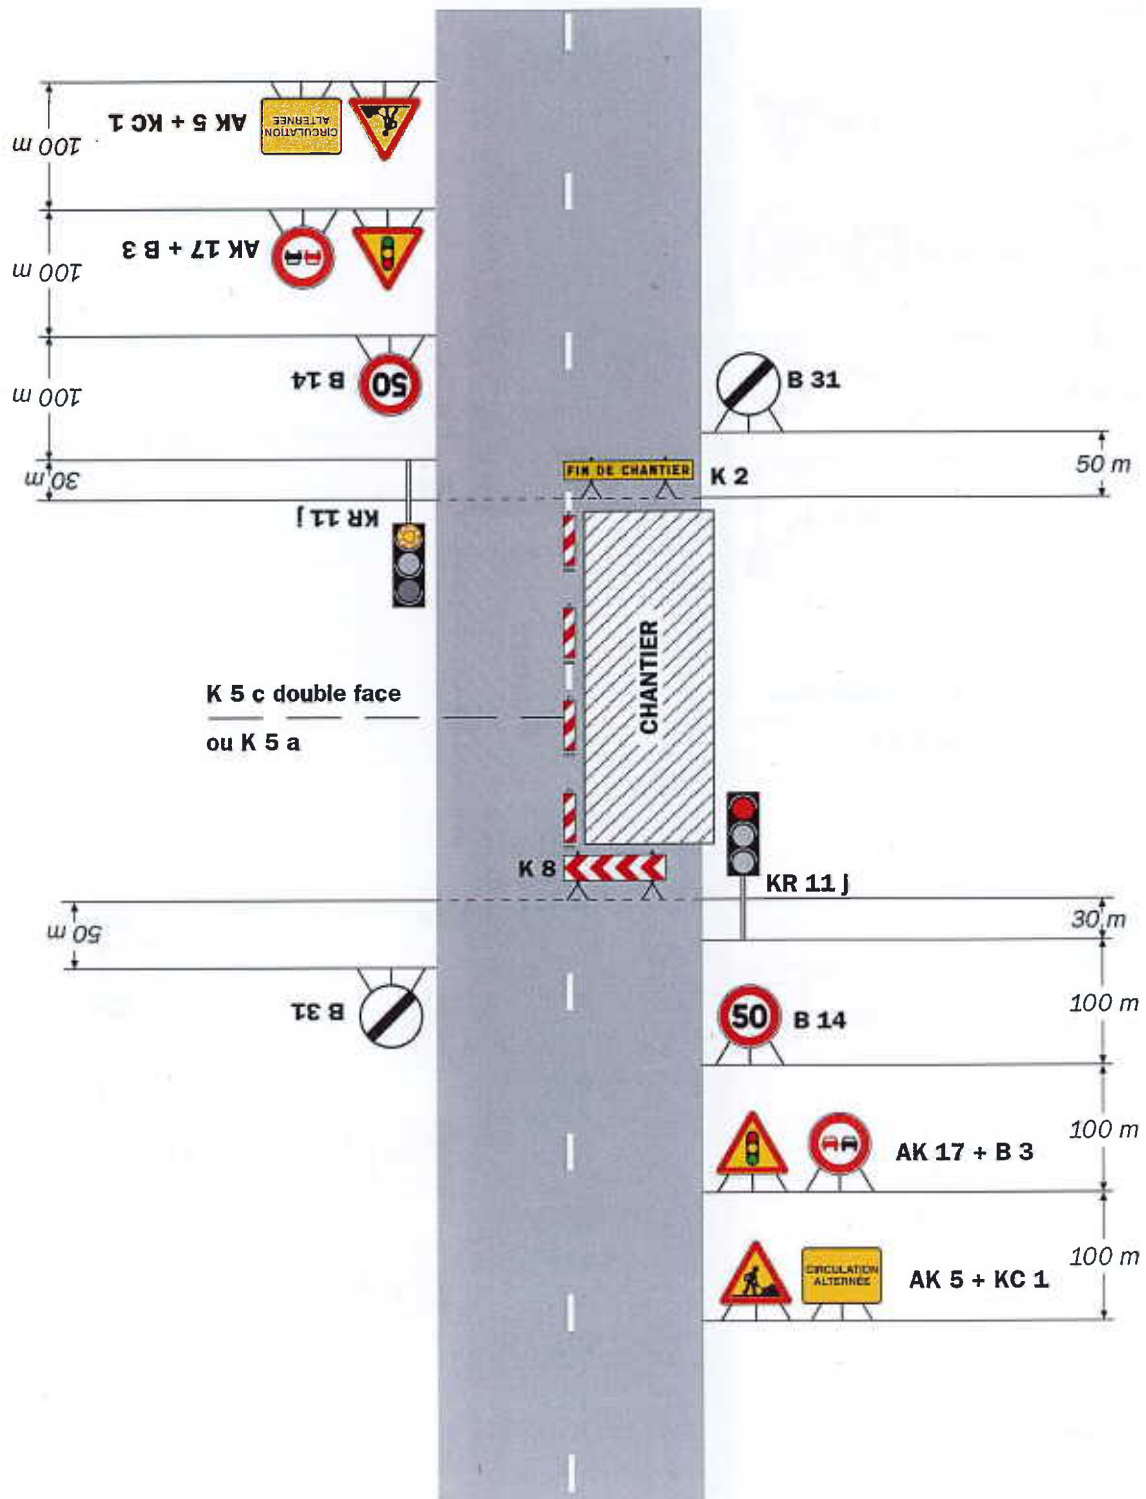 100 m
AK 5 + KC 1
CIRCULATION
ALTERNÉE
100 m
AK 17 + B 3
100 m
B 14
50
B 31
30 m
FIN DE CHANTIER
K 2
50 m
KR 11 j
CHANTIER
K 5 c double face
ou K 5 a
K 8
KR 11 j
50 m
30 m
B 31
50
B 14
100 m
AK 17 + B 3
100 m
CIRCULATION
ALTERNÉE
AK 5 + KC 1
100 m